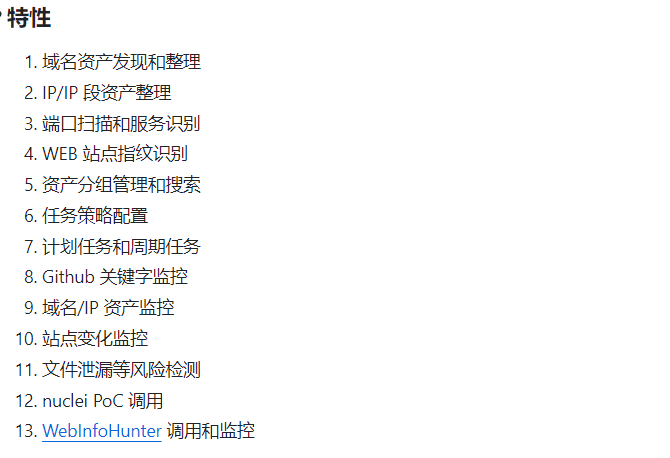 特性
1. 域名资产发现和整理
2. IP/IP 段资产整理
3. 端口扫描和服务识别
4. WEB 站点指纹识别
5. 资产分组管理和搜索
6. 任务策略配置
7. 计划任务和周期任务
8. Github 关键字监控
9. 域名/IP 资产监控
10. 站点变化监控
11. 文件泄漏等风险检测
12. nuclei PoC 调用
13. WebInfoHunter 调用和监控